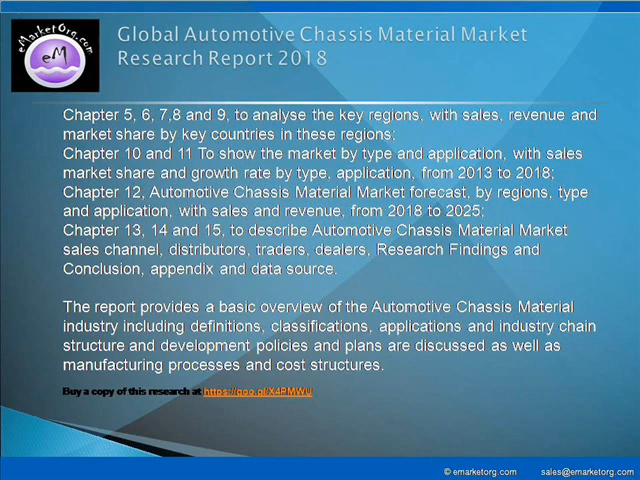 eMarketOrg.com
eM
Global Automotive Chassis Material Market
Research Report 2018
Chapter 5, 6, 7,8 and 9, to analyse the key regions, with sales, revenue and
market share by key countries in these regions;
Chapter 10 and 11 To show the market by type and application, with sales
market share and growth rate by type, application, from 2013 to 2018;
Chapter 12, Automotive Chassis Material Market forecast, by regions, type
and application, with sales and revenue, from 2018 to 2025;
Chapter 13, 14 and 15, to describe Automotive Chassis Material Market
sales channel, distributors, traders, dealers, Research Findings and
Conclusion, appendix and data source.
The report provides a basic overview of the Automotive Chassis Material
industry including definitions, classifications, applications and industry chain
structure and development policies and plans are discussed as well as
manufacturing processes and cost structures.
Buy a copy of this research at https://goo.gl/X4PMWU
© emarketorg.com sales@emarketorg.com